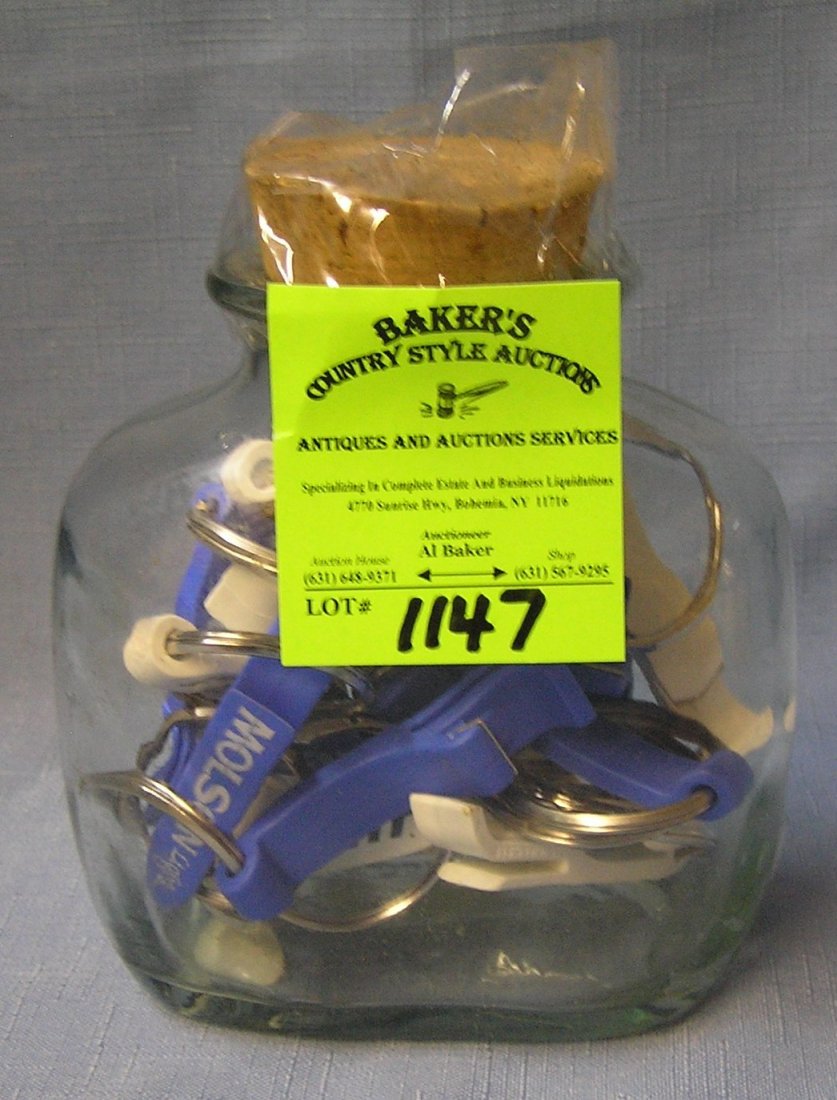 BAKER'S
COUNTRY STYLE AUCTIONS
ANTIQUES AND AUCTIONS SERVICES
Specializing In Complete Estate And Business Liquidations
4770 Sunrise Hwy, Bohemia, NY 11716
Auctioneer
Al Baker
Auction House
(631) 648-9371
Shop
(631) 567-9295
LOT# 1147
MOLSON